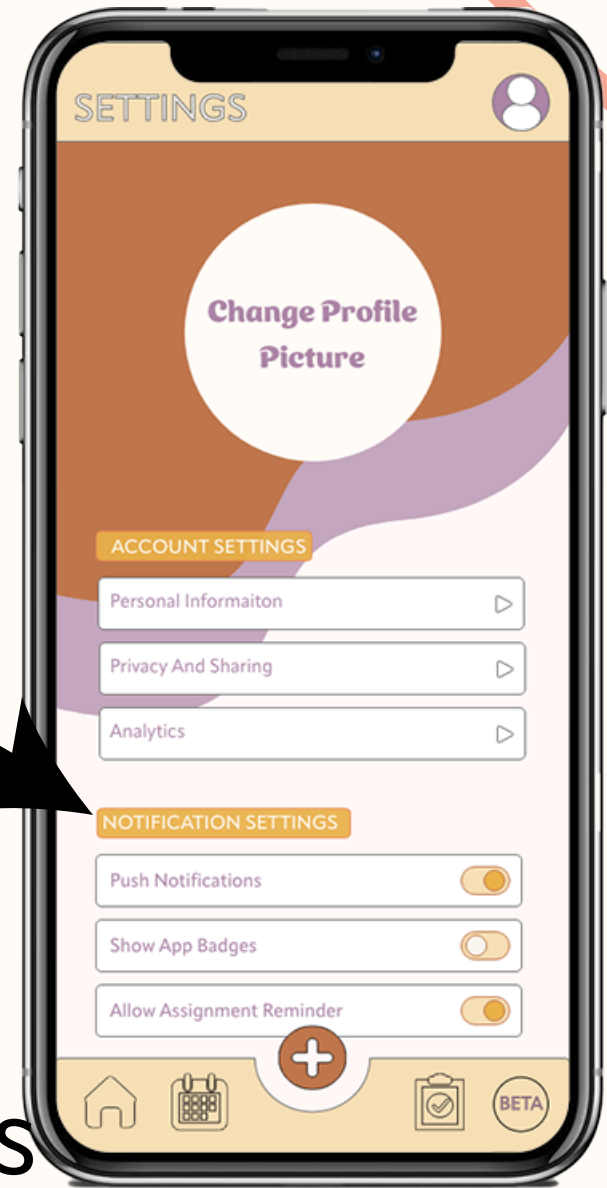 SETTINGS
Change Profile
Picture
ACCOUNT SETTINGS
Personal Informaiton
Privacy And Sharing
Analytics
NOTIFICATION SETTINGS
Push Notifications
Show App Badges
Allow Assignment Reminder
BETA
s